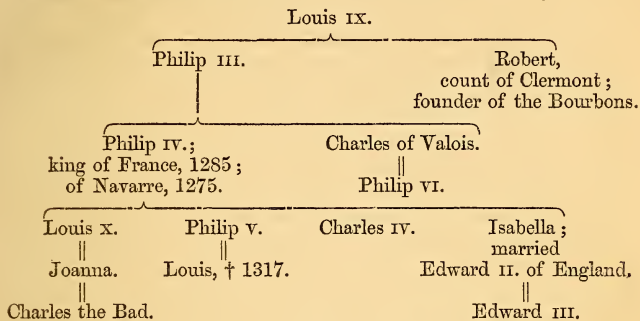 Louis IX.
Philip III.
Robert,
count of Clermont;
founder of the Bourbons.
Philip IV.;
king of France, 1285;
of Navarre, 1275.
Charles of Valois.
Philip VI.
Louis X.
Philip V.
Charles IV.
Isabella;
married
Edward II. of England.
Joanna.
Louis, † 1317.
Charles the Bad.
Edward III.